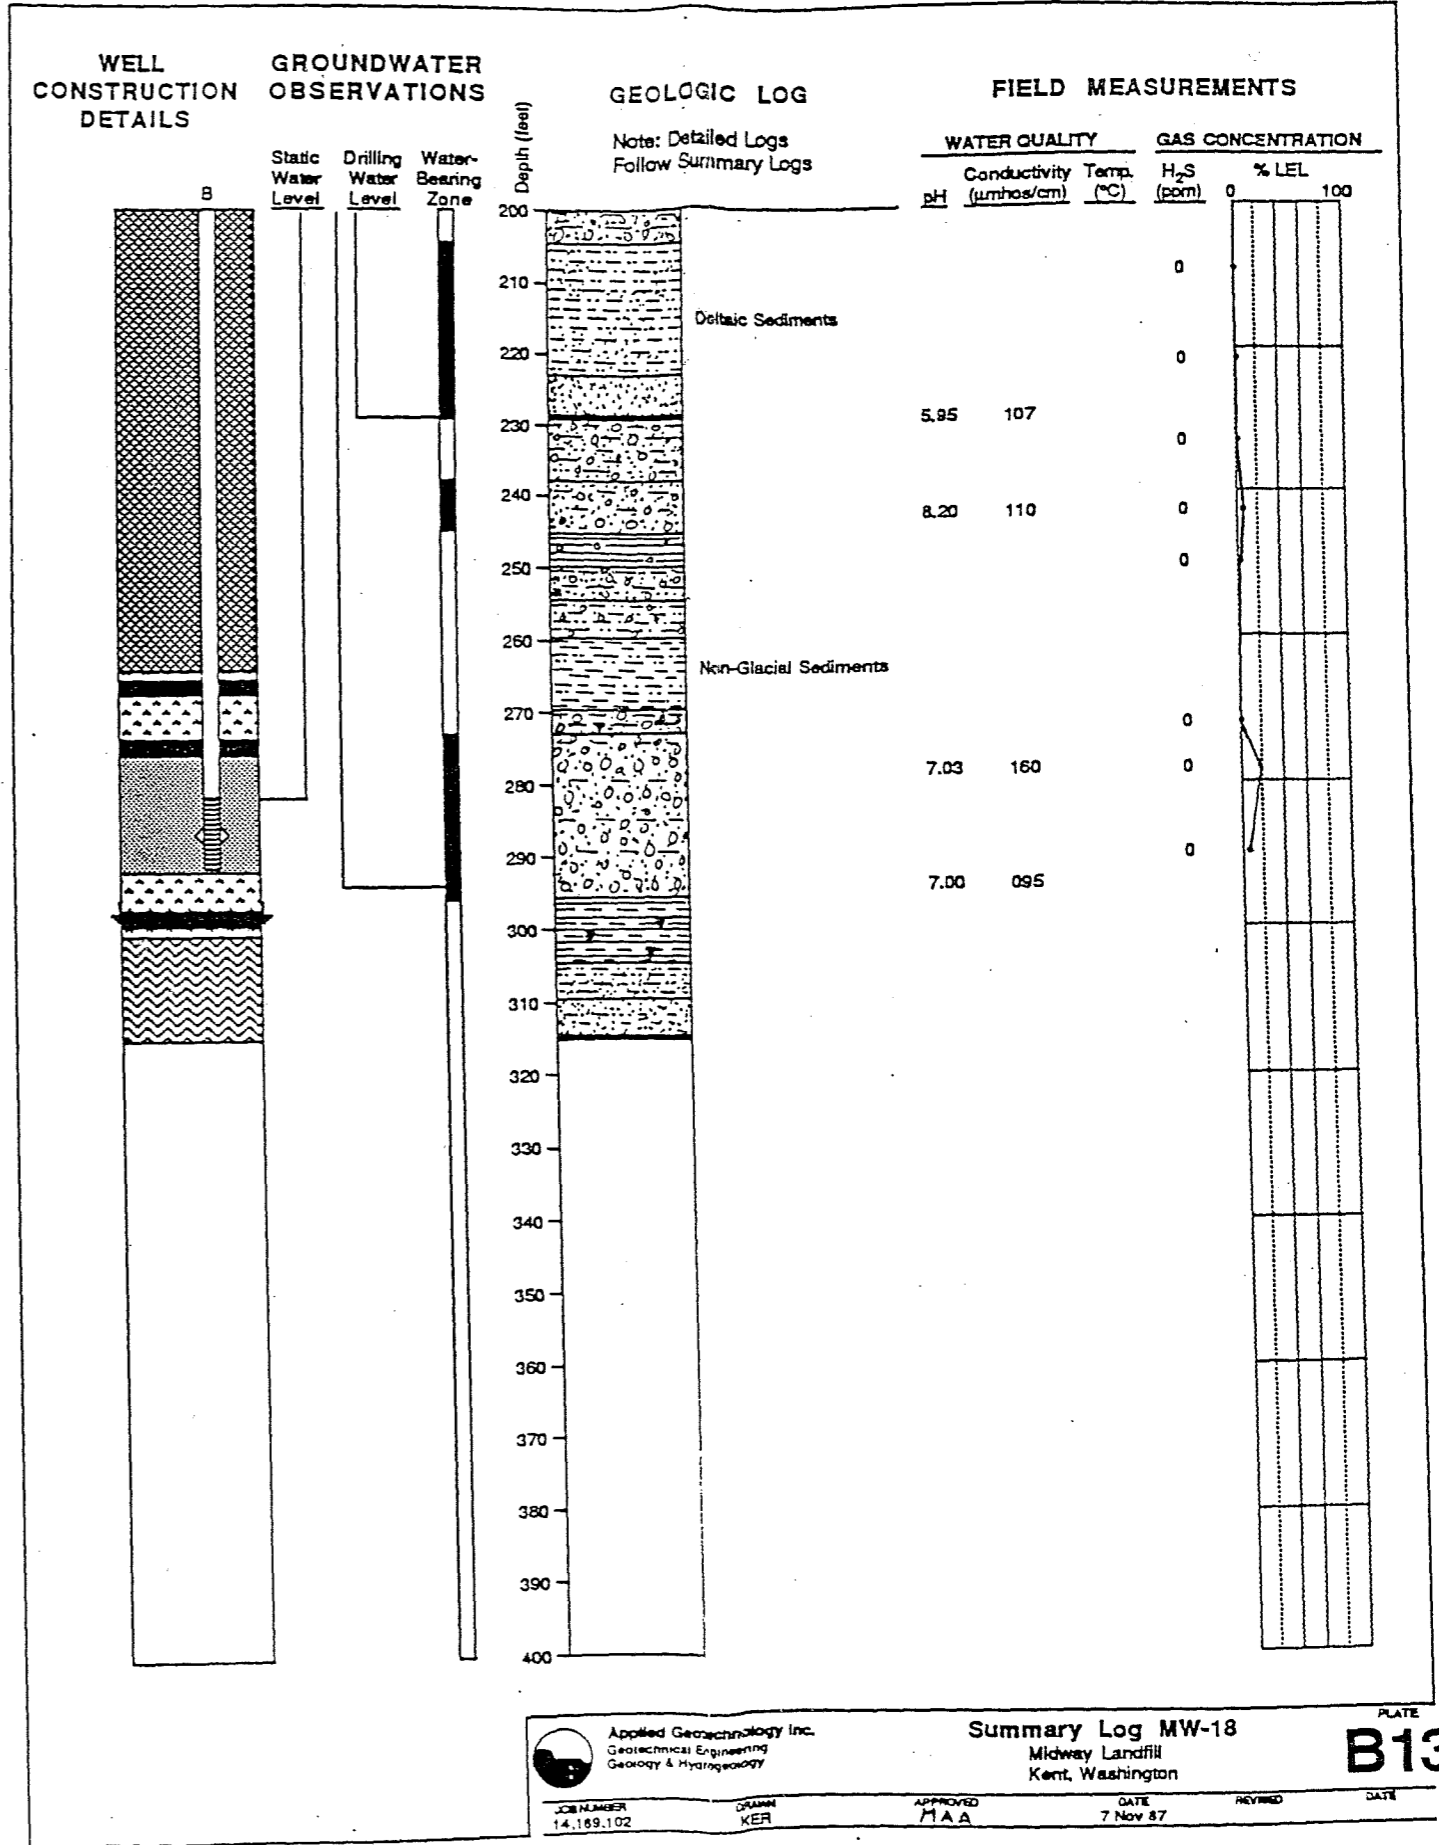 WELL
CONSTRUCTION
DETAILS
GROUNDWATER
OBSERVATIONS
Static
Water
Level
Drilling
Water
Level
Water-
Bearing
Zone
B
Depth (feet)
GEOLOGIC LOG
Note: Detailed Logs
Follow Summary Logs
FIELD MEASUREMENTS
WATER QUALITY
GAS CONCENTRATION
pH
Conductivity
(µmhos/cm)
Temp.
(°C)
H2S
(ppm)
% LEL
0 100
200
210
220
230
240
250
260
270
280
290
300
310
320
330
340
350
360
370
380
390
400
Deltaic Sediments
Non-Glacial Sediments
0
0
5.95 107
0
8.20 110 0
0
0
7.03 160 0
0
7.00 095
Applied Geotechnology Inc.
Geotechnical Engineering
Geology & Hydrogeology
Summary Log MW-18
Midway Landfill
Kent, Washington
PLATE
B13
JOB NUMBER
14,169.102
DRAWN
KER
APPROVED
MAA
DATE
7 Nov 87
REVISED
DATE